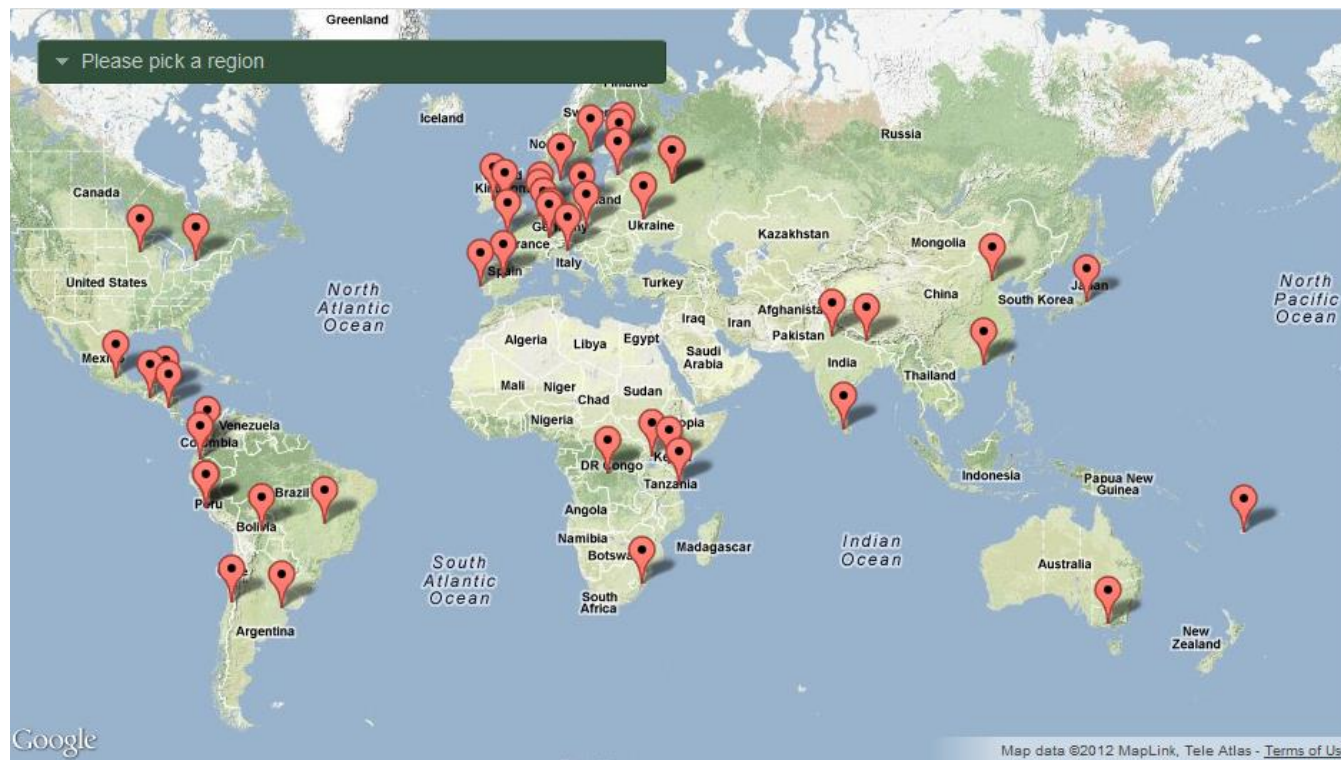 Greenland
Please pick a region
Finland
Iceland
Russia
Canada
Ukraine
Kazakhstan
Mongolia
Italy
Spain
United States
North
Atlantic
Ocean
Turkey
China
South Korea
Japan
North
Pacific
Ocean
Afghanistan
Iraq
Iran
Pakistan
Algeria
Libya
Egypt
Saudi
Arabia
India
Thailand
Mali
Niger
Chad
Sudan
Nigeria
Venezuela
DR Congo
Tanzania
Indonesia
Papua New
Guinea
Peru
Brazil
Bolivia
Angola
Namibia
Madagascar
Indian
Ocean
South
Atlantic
Ocean
Australia
South
Africa
Argentina
New
Zealand
Google
Map data ©2012 MapLink, Tele Atlas - Terms of Us